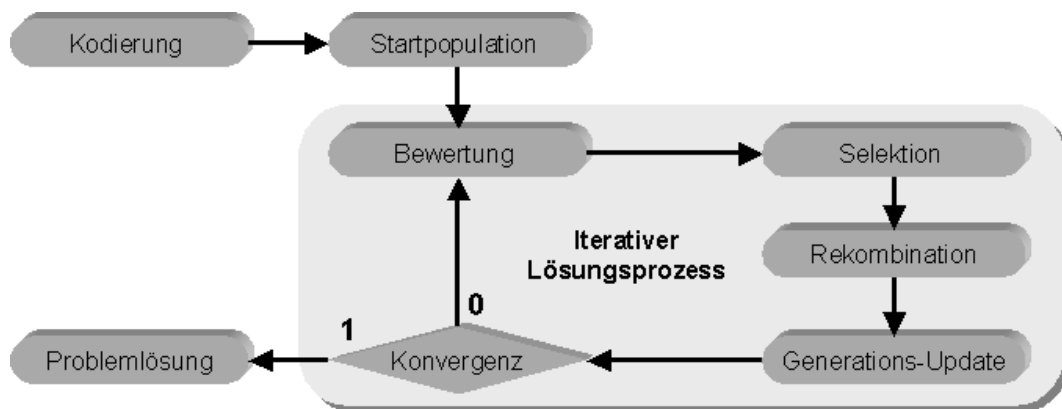 Kodierung
Startpopulation
Bewertung
Selektion
Iterativer
Lösungsprozess
Rekombination
0
1
Problemlösung
Konvergenz
Generations-Update